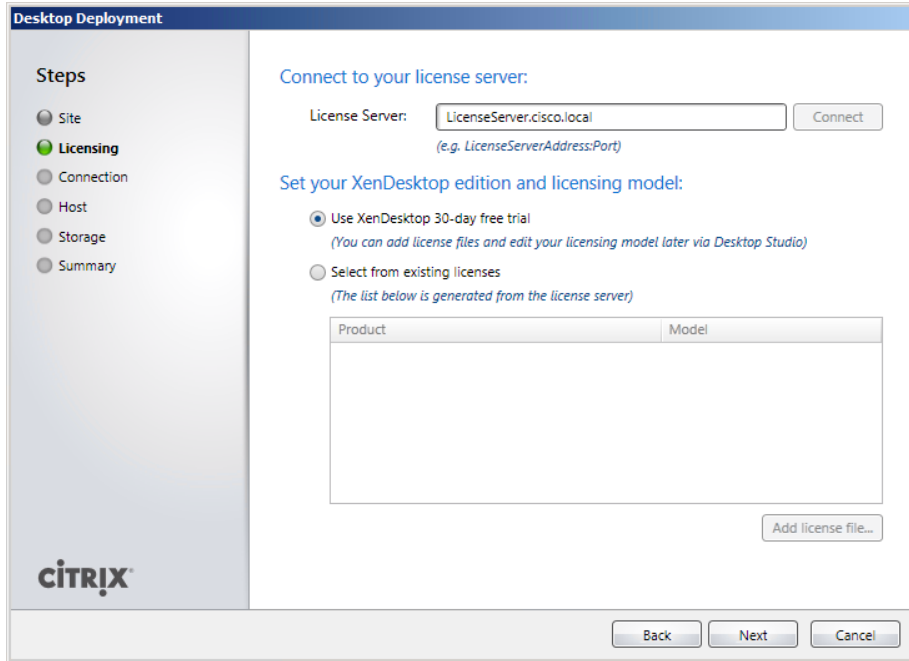 Desktop Deployment
Steps
Site
Licensing
Connection
Host
Storage
Summary
CİTRIX
Connect to your license server:
License Server: LicenseServer.cisco.local Connect
(e.g. LicenseServerAddress:Port)
Set your XenDesktop edition and licensing model:
Use XenDesktop 30-day free trial
(You can add license files and edit your licensing model later via Desktop Studio)
Select from existing licenses
(The list below is generated from the license server)
Product Model
Add license file...
Back Next Cancel